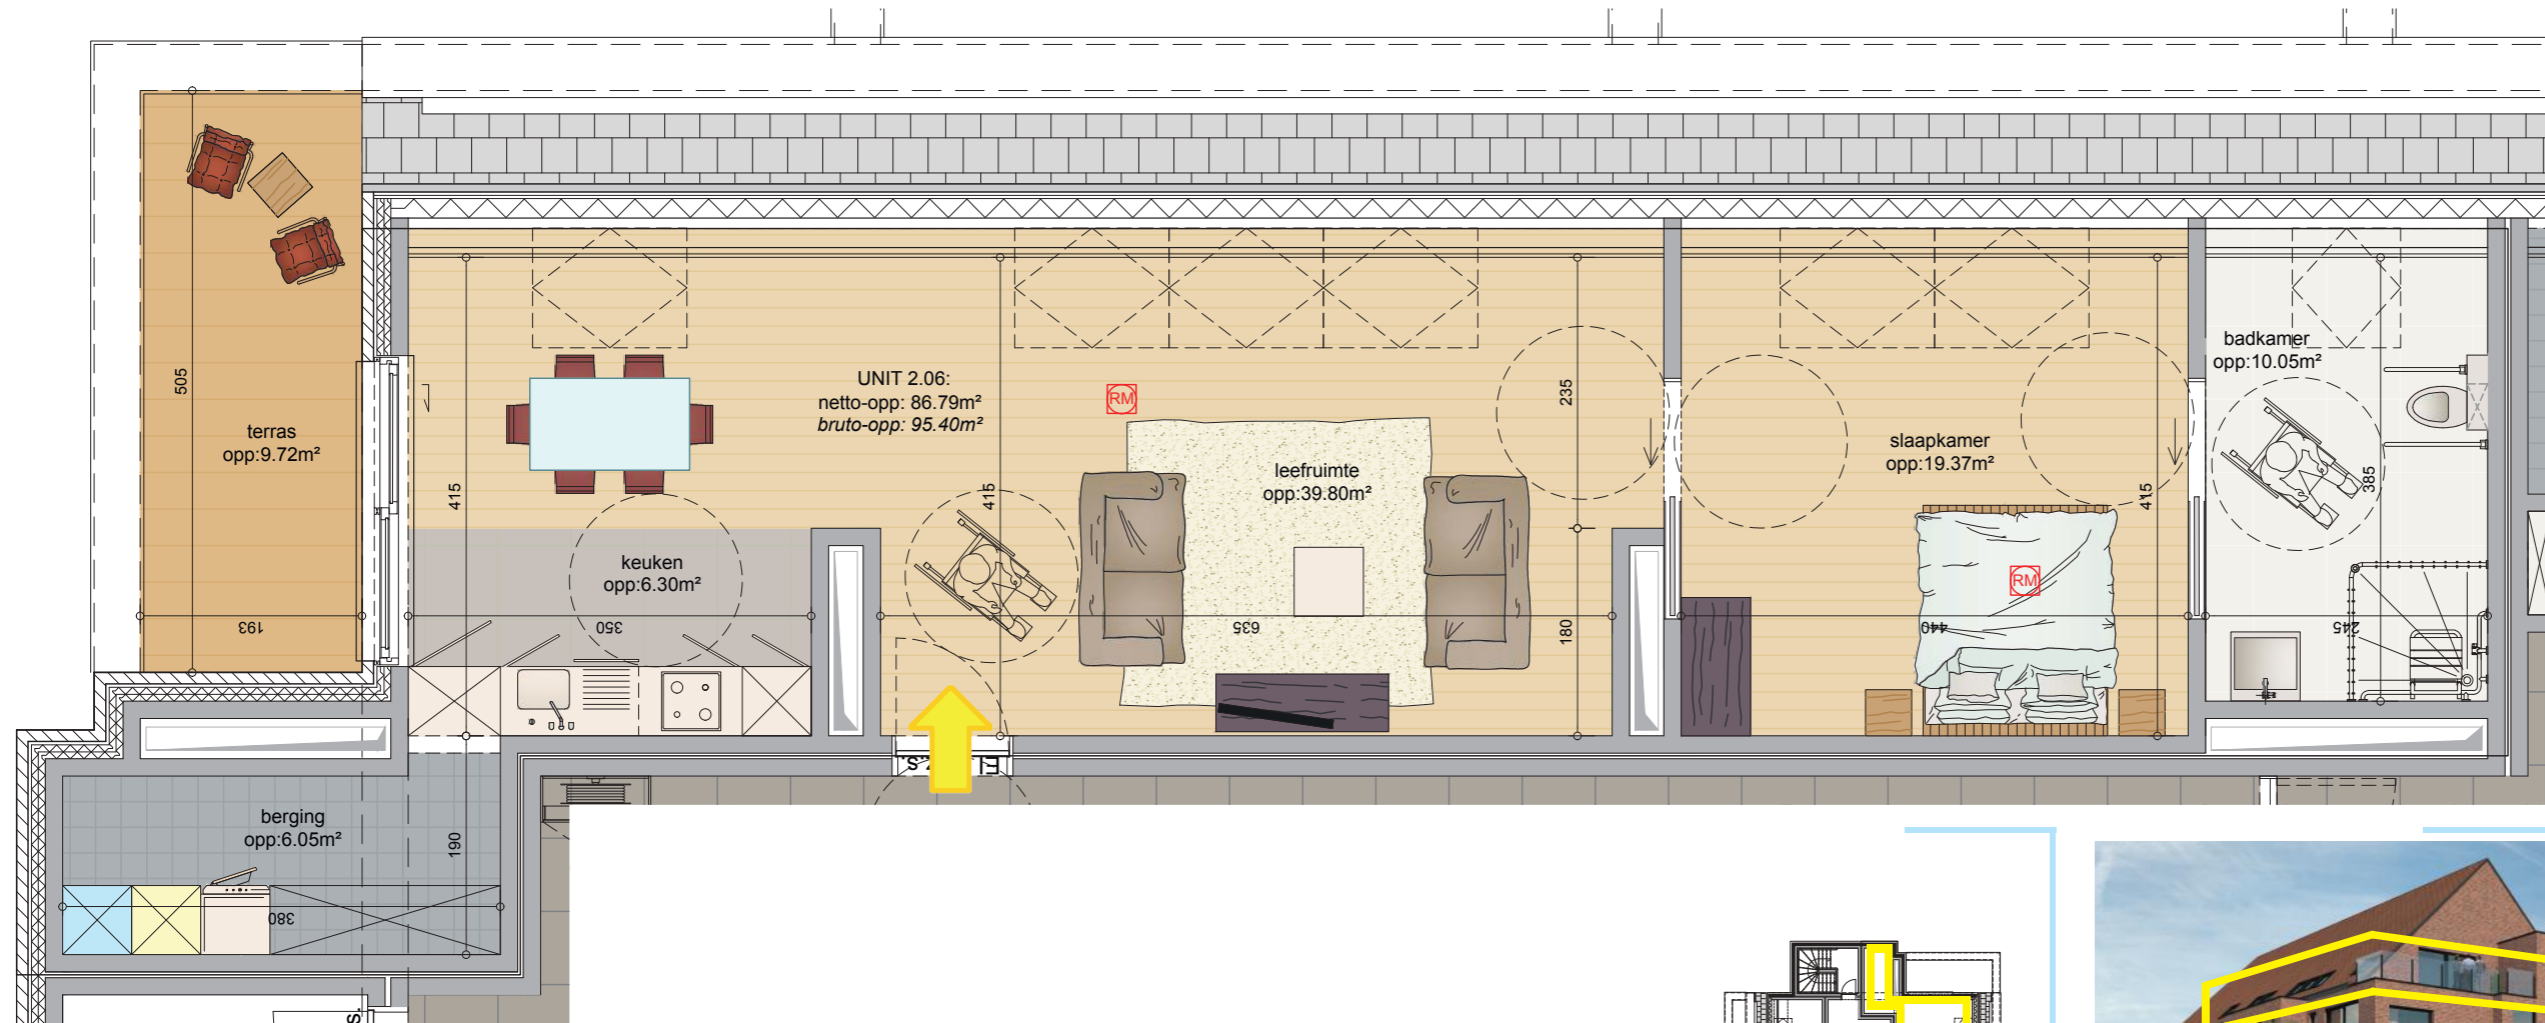 505
terras
opp:9.72m²
193
415
UNIT 2.06:
netto-opp: 86.79m²
bruto-opp: 95.40m²
RM
keuken
opp:6.30m²
350
415
leefruimte
opp:39.80m²
635
235
180
slaapkamer
opp:19.37m²
RM
415
440
badkamer
opp:10.05m²
385
245
berging
opp:6.05m²
190
380